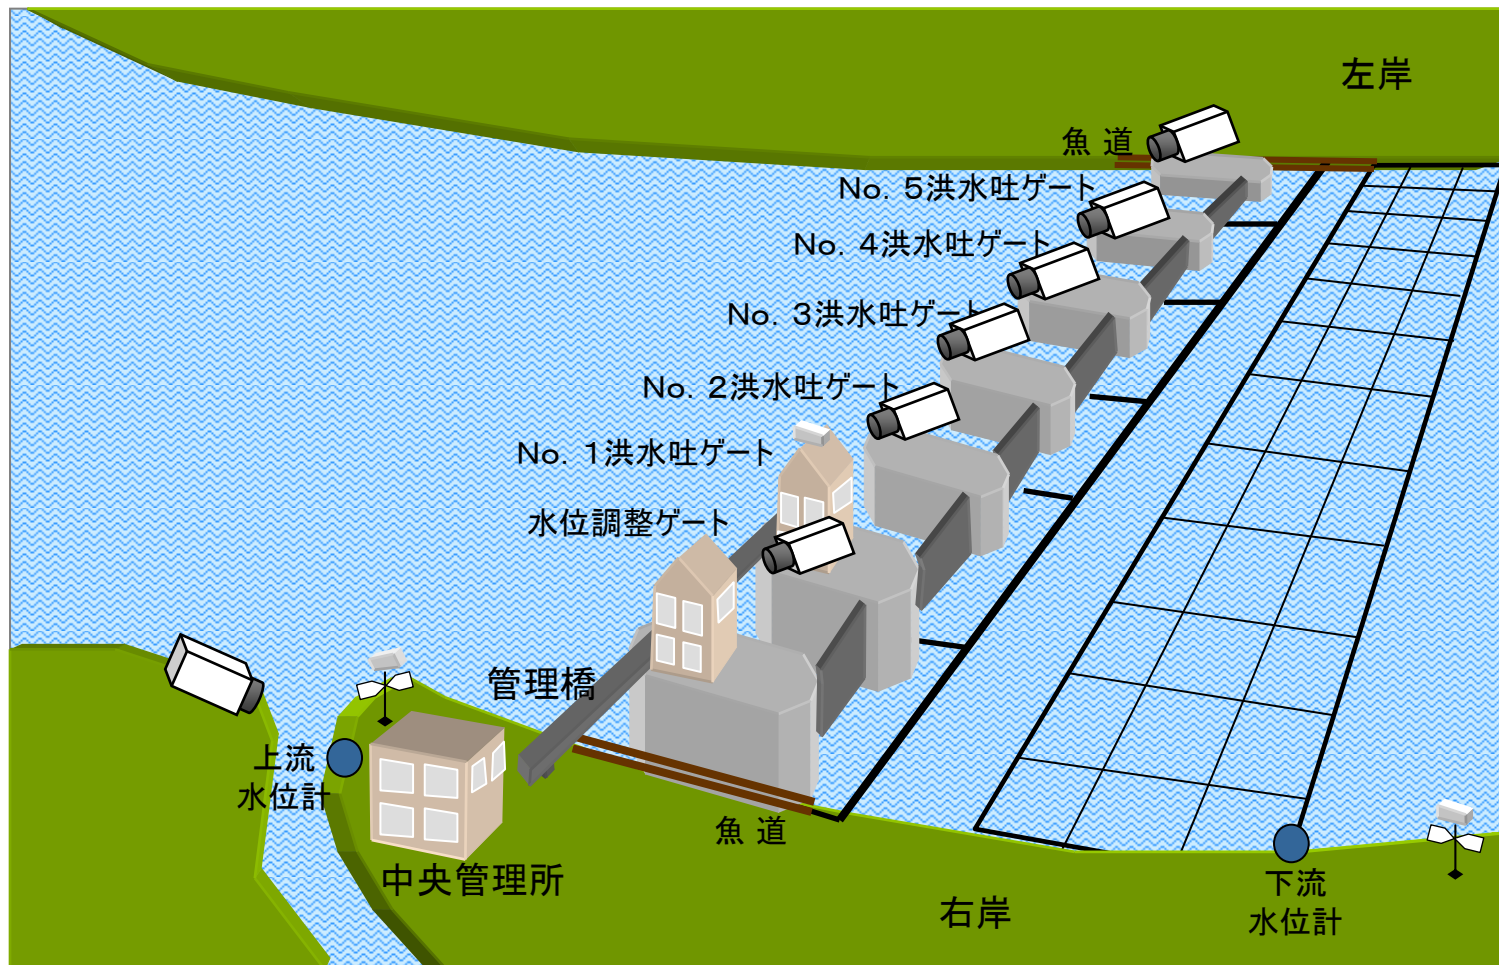 左岸
魚 道
No. 5洪水吐ゲート
No. 4洪水吐ゲート
No. 3洪水吐ゲート
No. 2洪水吐ゲート
No. 1洪水吐ゲート
水位調整ゲート
管理橋
上流
水位計
魚 道
中央管理所
右岸
下流
水位計